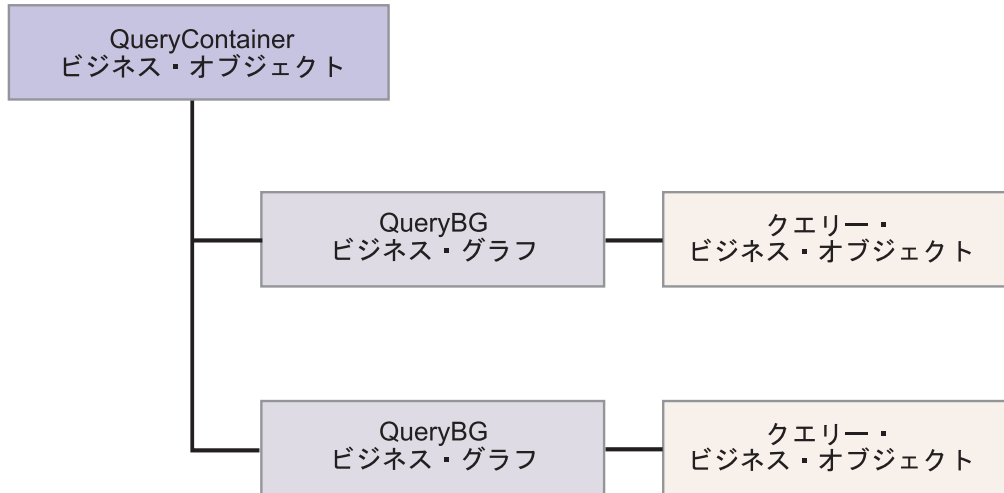 QueryContainer
ビジネス・オブジェクト
QueryBG
ビジネス・グラフ
クエリー・
ビジネス・オブジェクト
QueryBG
ビジネス・グラフ
クエリー・
ビジネス・オブジェクト